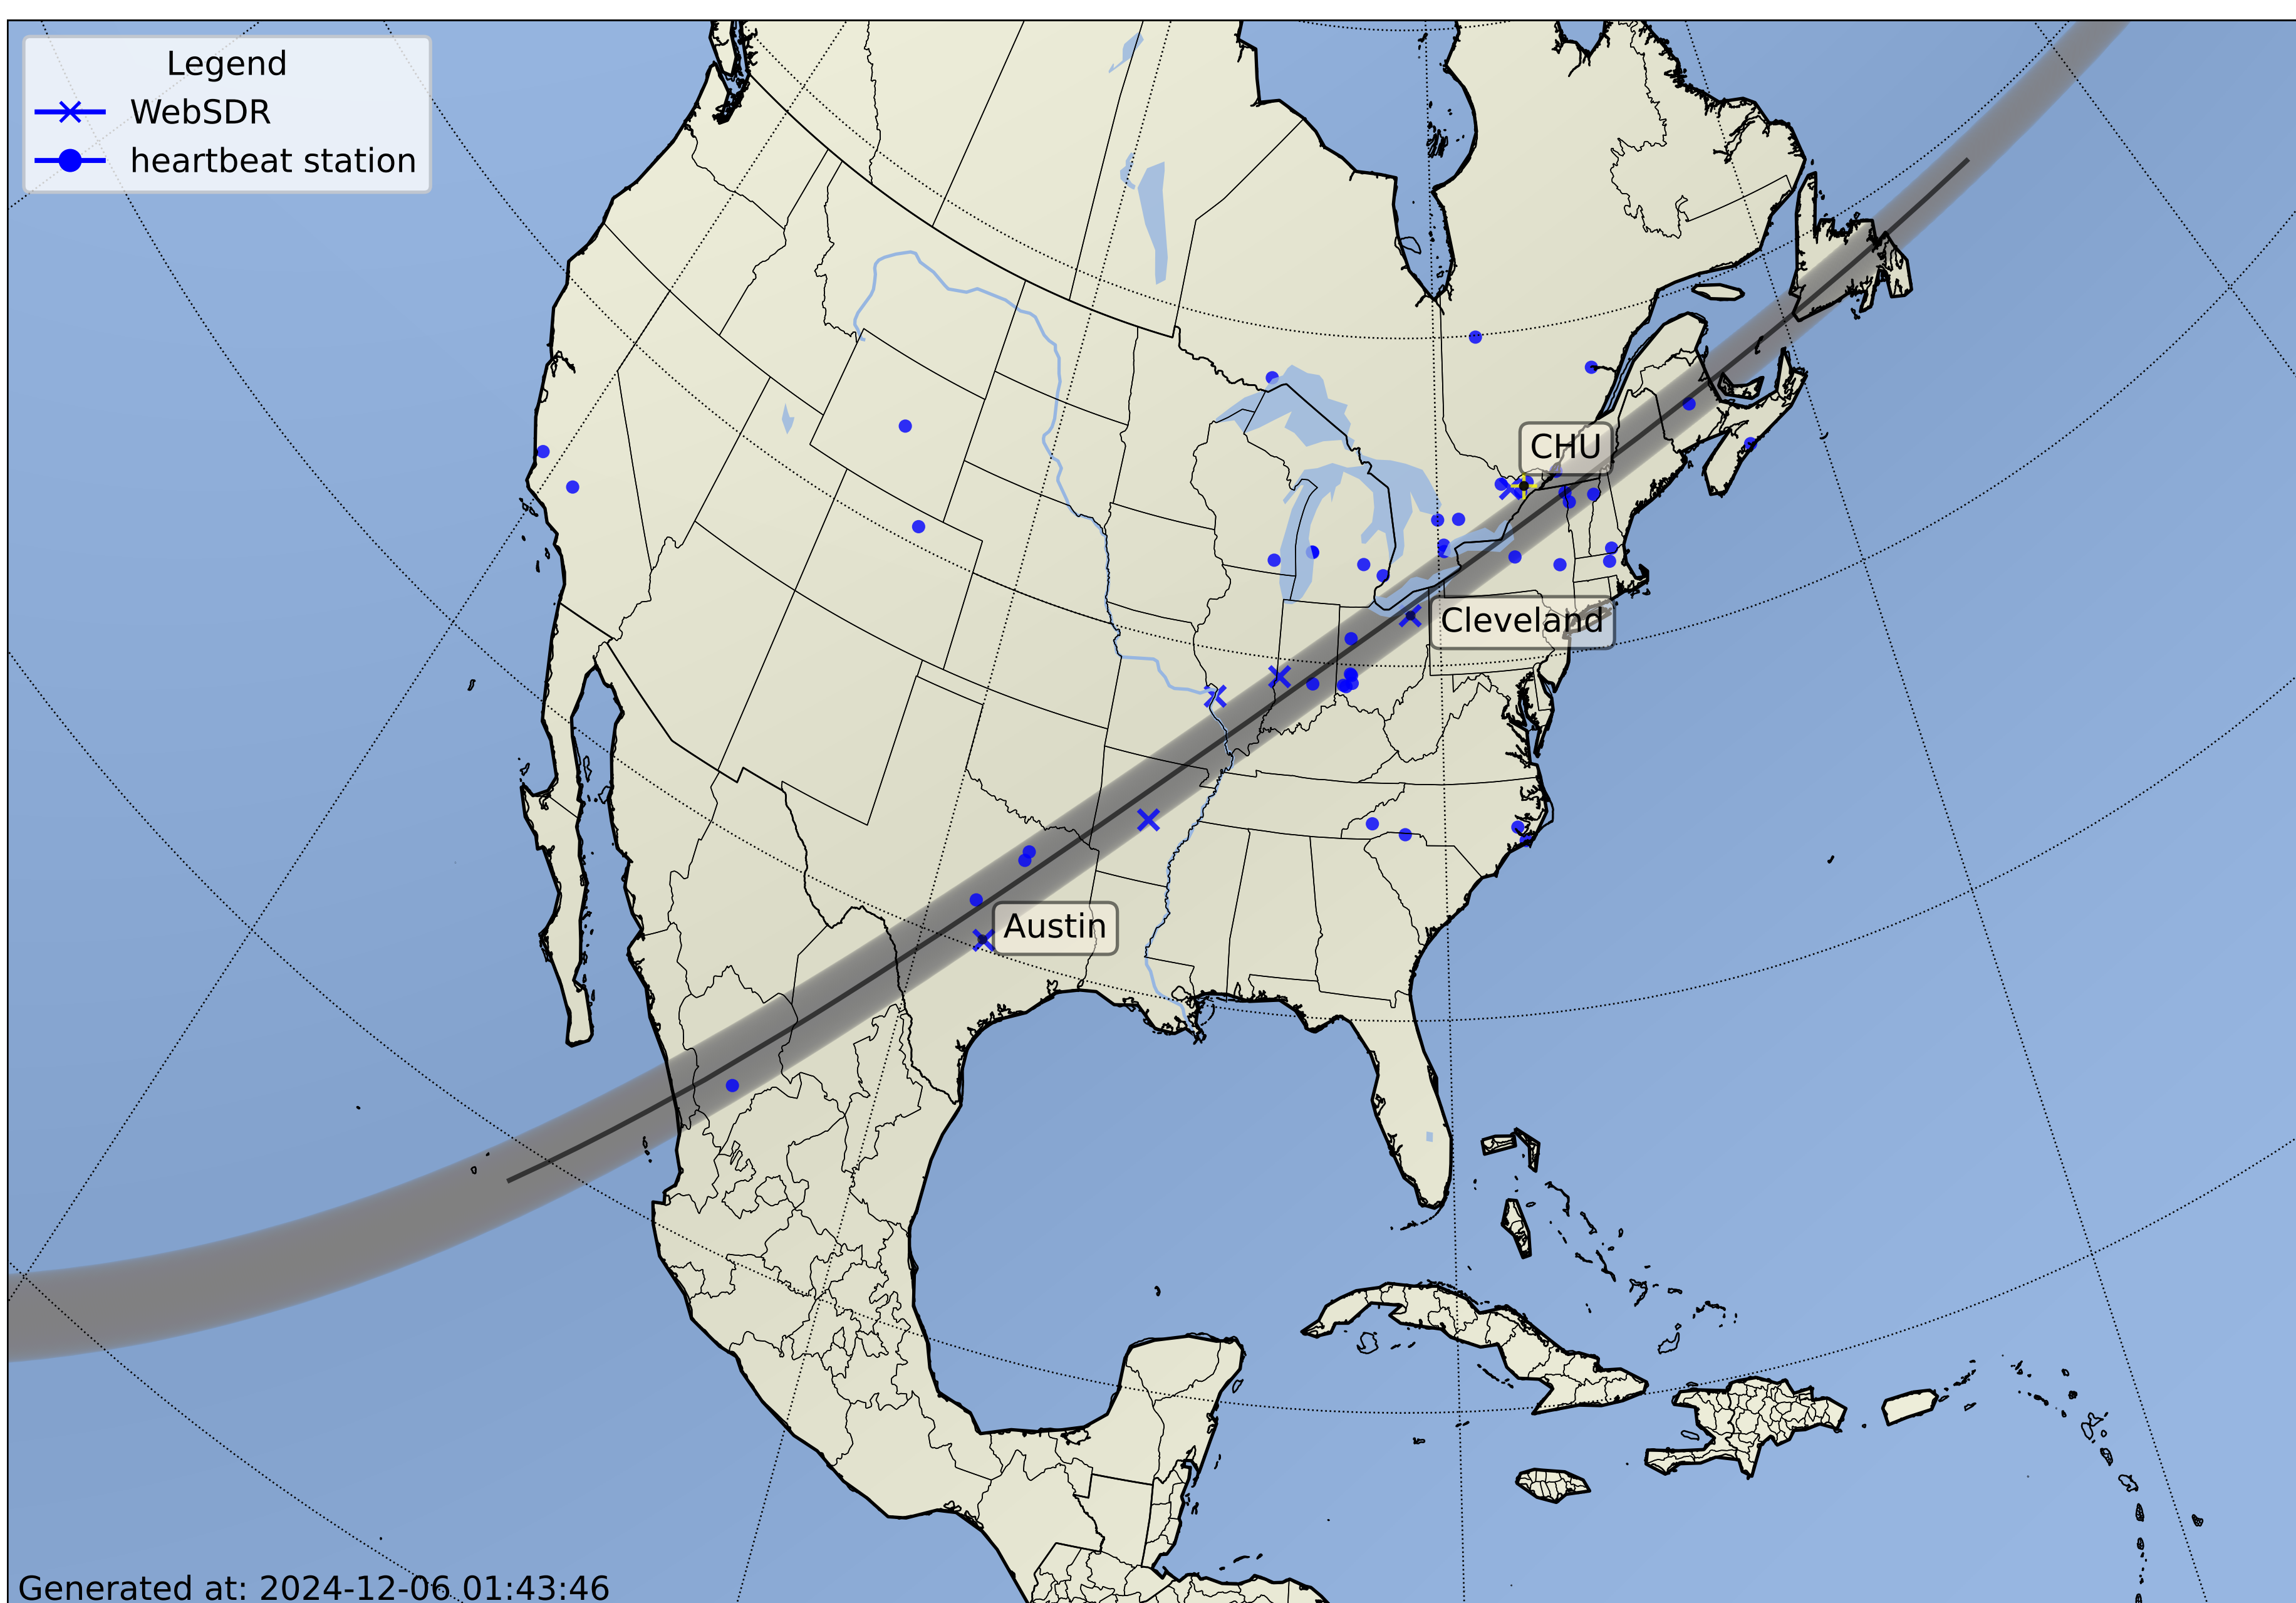 Legend
WebSDR
heartbeat station
CHU
Cleveland
Austin
Generated at: 2024-12-06 01:43:46